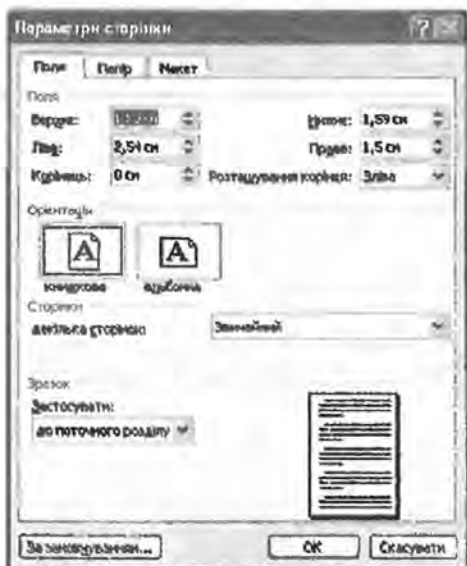 Параметри сторінки
Поля Папір Макет
Поля
Верхнє: Нижнє: 1,59 см
Ліве: 2,54 см Праве: 1,5 см
Корінець: 0 см Розташування корінця: Зліва
Орієнтація
A A
книжкова альбомна
Сторінки
декілька сторінок: Звичайний
Зразок
Застосувати:
до поточного розділу
За замовчуванням... ОК Скасувати